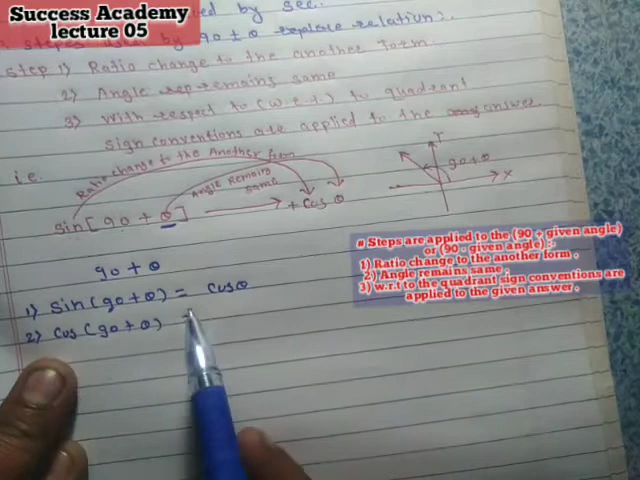 Success Academy
lecture 05
by sec.
steps used by 90 ± θ relation).
step 1) Ratio change to the another form
2) Angle remains same
3) With respect to (w.r.t) to quadrant
sign conventions are applied to the answer.
i.e.
Ratio change to the Another form
Angle Remains
same
sin[90 + θ] → + cos θ
Y
90+θ
X
# Steps are applied to the (90 + given angle)
or (90 - given angle) :-
1) Ratio change to the another form .
2) Angle remains same .
3) w.r.t to the quadrant sign conventions are
applied to the given answer .
90 + θ
1) sin(90+θ) = cosθ
2) cos(90+θ)